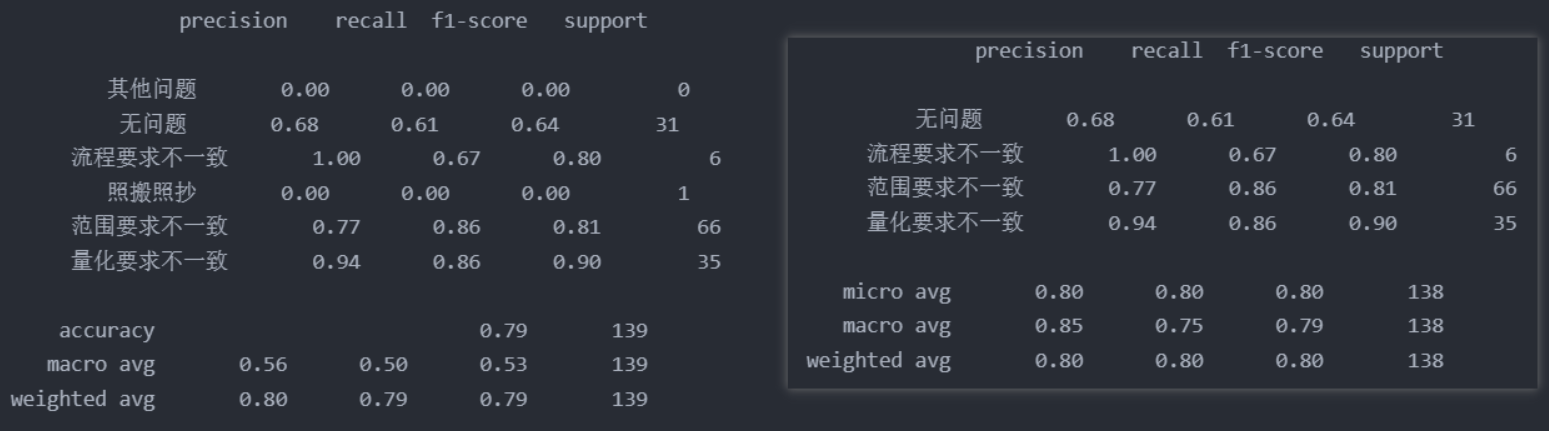 precision recall f1-score support
其他问题 0.00 0.00 0.00 0
无问题 0.68 0.61 0.64 31
流程要求不一致 1.00 0.67 0.80 6
照搬照抄 0.00 0.00 0.00 1
范围要求不一致 0.77 0.86 0.81 66
量化要求不一致 0.94 0.86 0.90 35
accuracy 0.79 139
macro avg 0.56 0.50 0.53 139
weighted avg 0.80 0.79 0.79 139
precision recall f1-score support
无问题 0.68 0.61 0.64 31
流程要求不一致 1.00 0.67 0.80 6
范围要求不一致 0.77 0.86 0.81 66
量化要求不一致 0.94 0.86 0.90 35
micro avg 0.80 0.80 0.80 138
macro avg 0.85 0.75 0.79 138
weighted avg 0.80 0.80 0.80 138